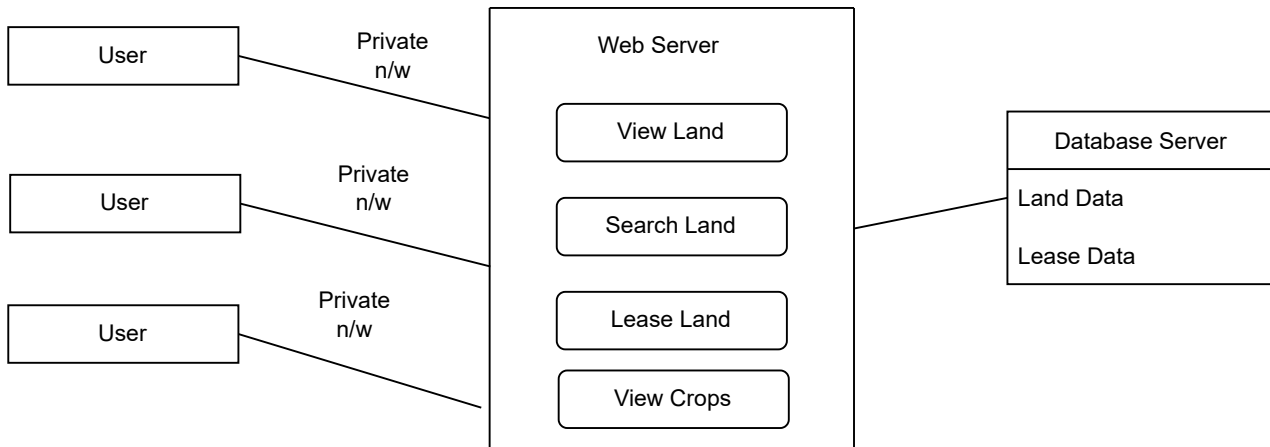 User
Private
n/w
User
Private
n/w
User
Private
n/w
Web Server
View Land
Search Land
Lease Land
View Crops
Database Server
Land Data
Lease Data